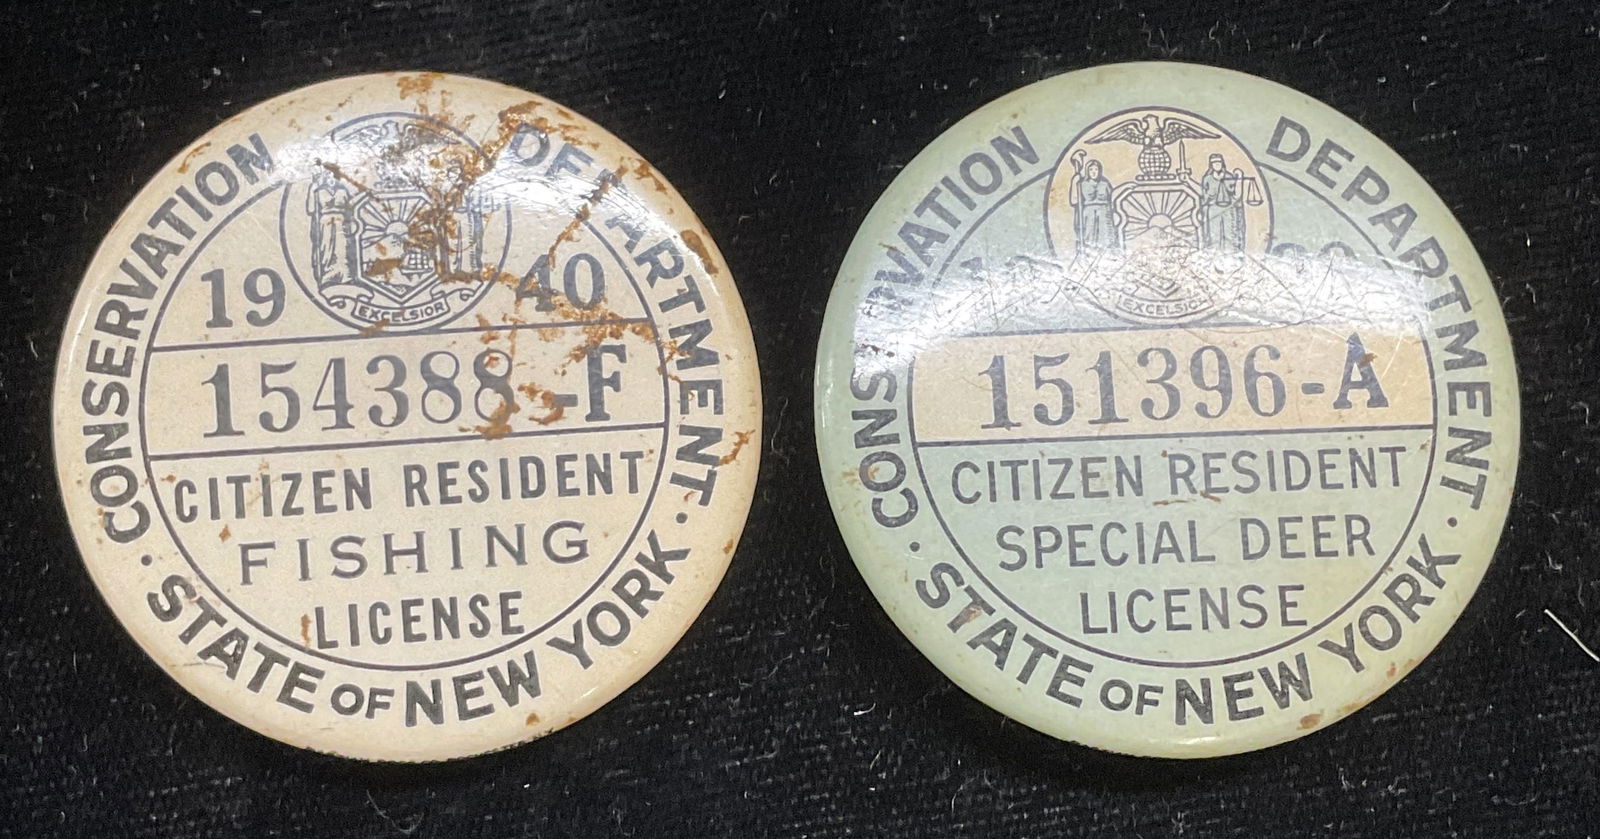 CONSERVATION DEPARTMENT
19 40
EXCELSIOR
154388-F
CITIZEN RESIDENT
FISHING
LICENSE
· STATE OF NEW YORK ·
CONSERVATION DEPARTMENT
EXCELSIOR
151396-A
CITIZEN RESIDENT
SPECIAL DEER
LICENSE
· STATE OF NEW YORK ·